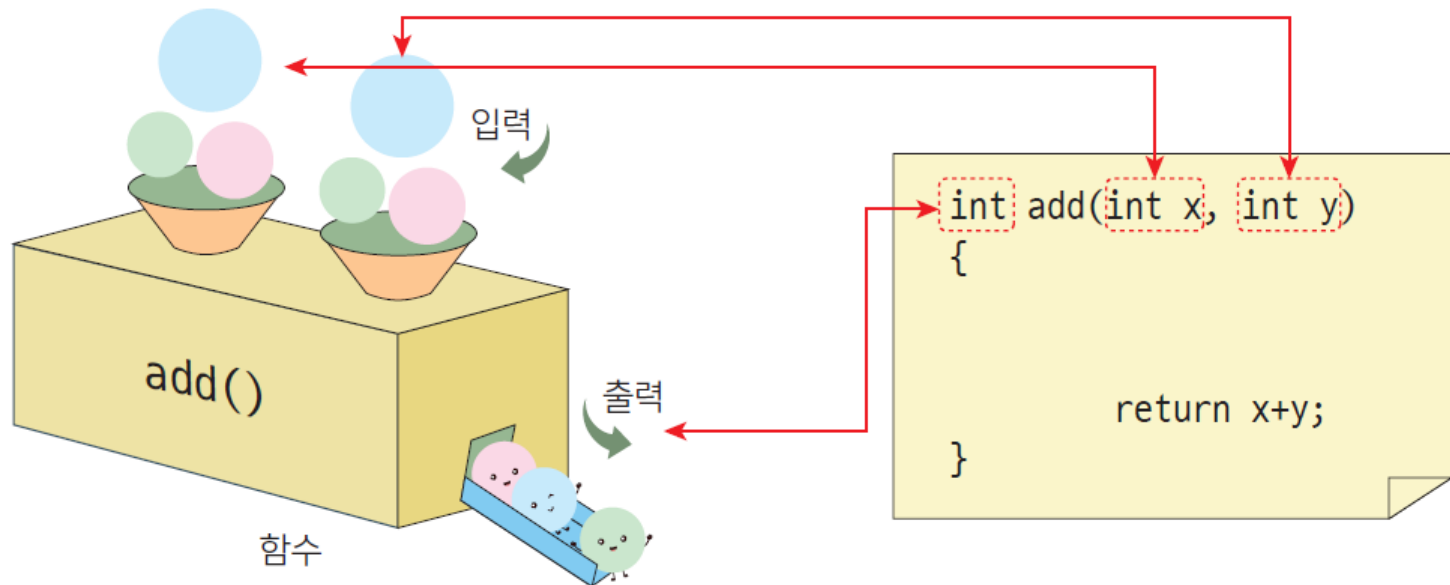 입력
add()
출력
함수
int add(int x, int y)
{
return x+y;
}